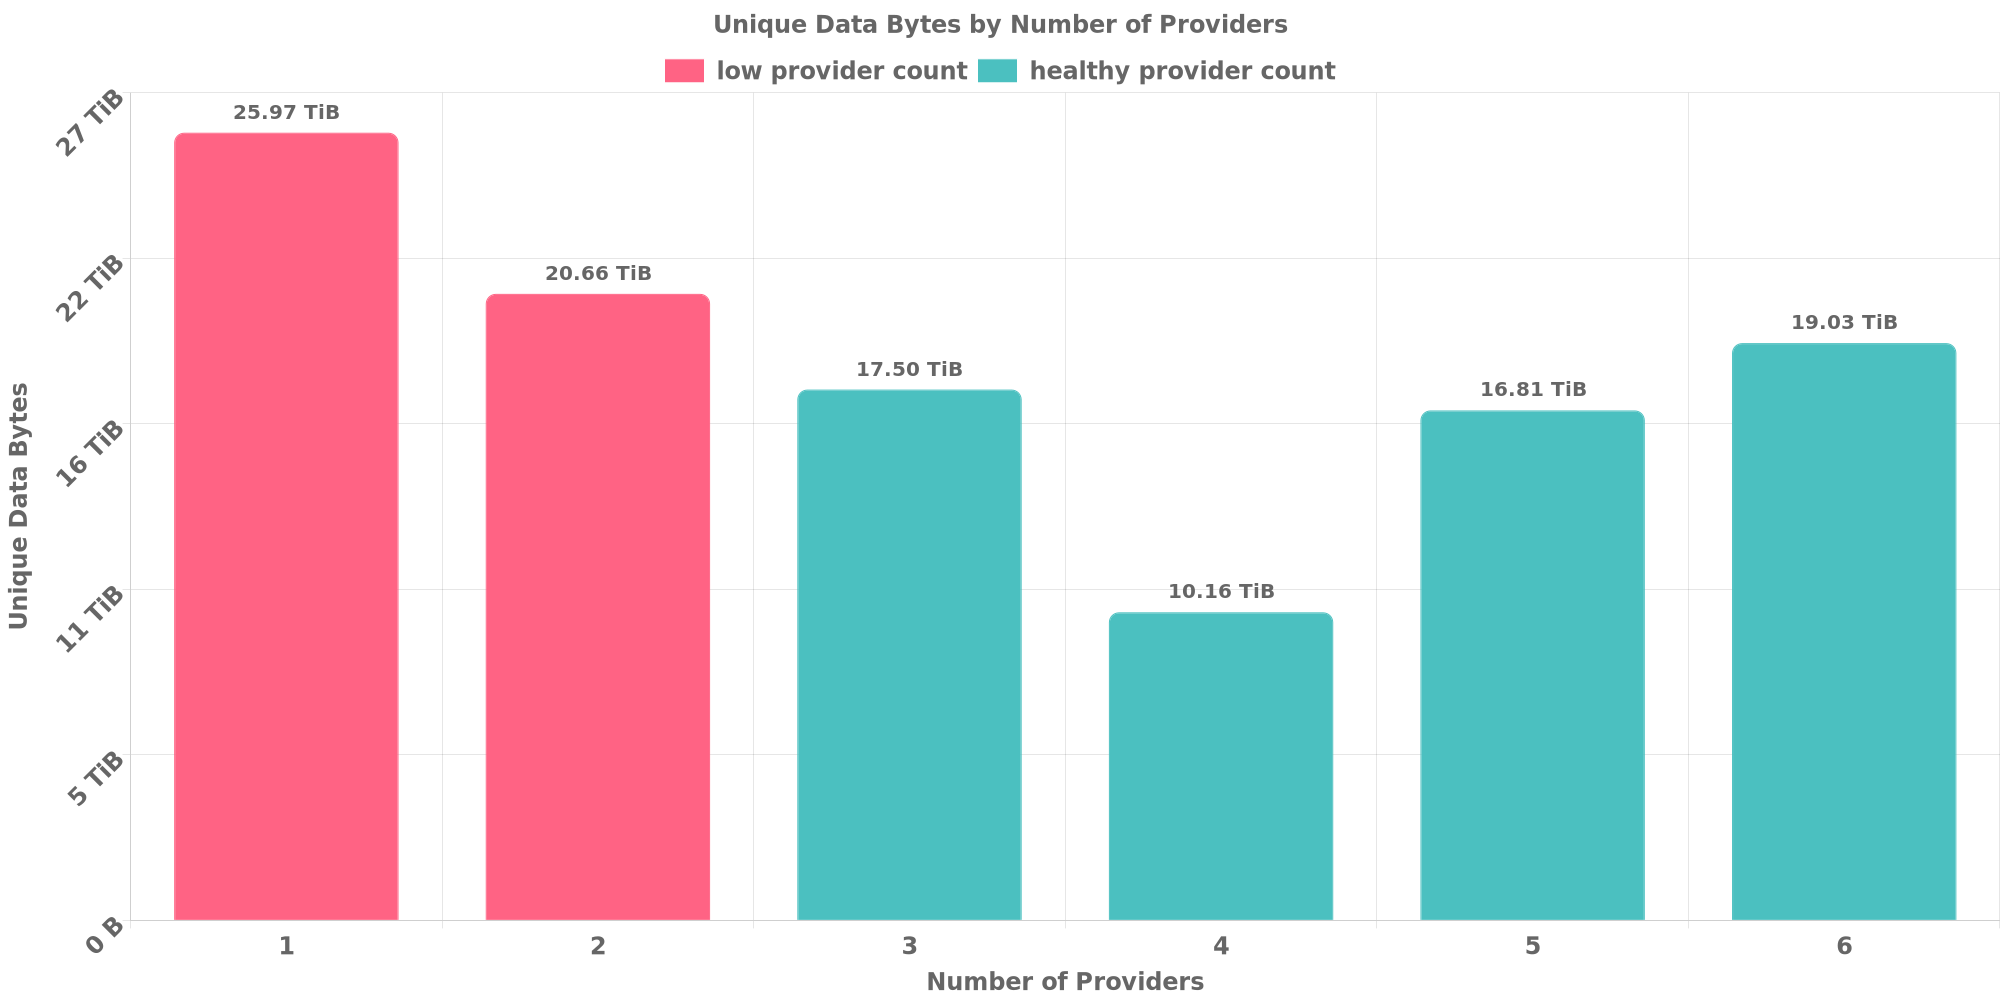 Unique Data Bytes by Number of Providers
low provider count healthy provider count
27 TiB
22 TiB
16 TiB
11 TiB
5 TiB
0 B
Unique Data Bytes
25.97 TiB
20.66 TiB
17.50 TiB
10.16 TiB
16.81 TiB
19.03 TiB
1 2 3 4 5 6
Number of Providers